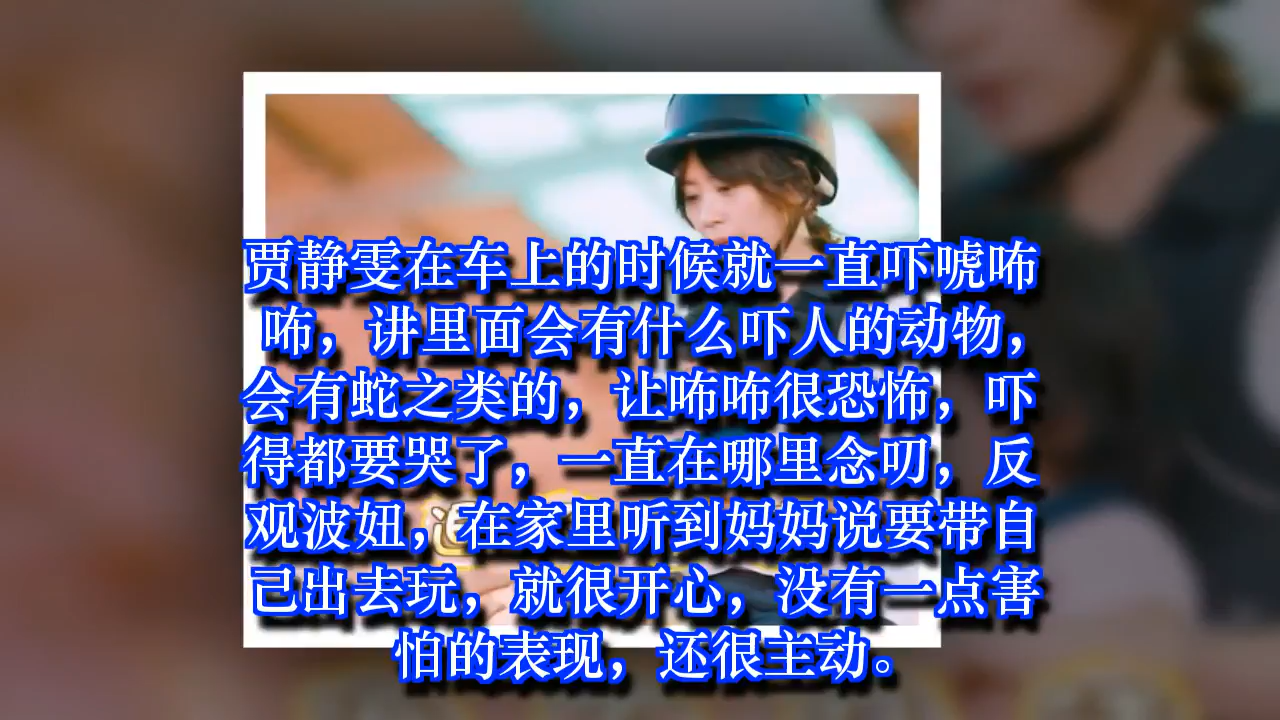 贾静雯在车上的时候就一直吓唬咘
咘，讲里面会有什么吓人的动物，
会有蛇之类的，让咘咘很恐怖，吓
得都要哭了，一直在哪里念叨，反
观波妞，在家里听到妈妈说要带自
己出去玩，就很开心，没有一点害
怕的表现，还很主动。